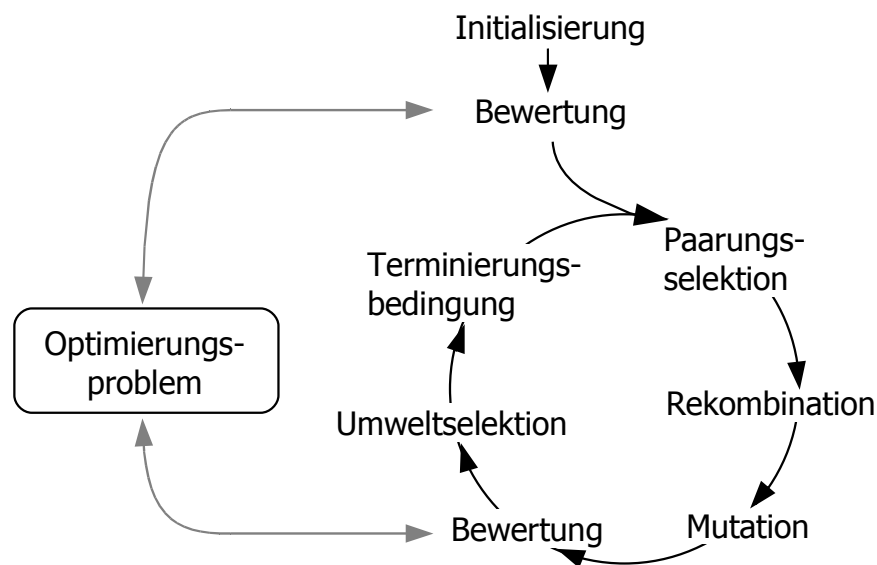 Initialisierung
Bewertung
Paarungs-
selektion
Terminierungs-
bedingung
Optimierungs-
problem
Rekombination
Umweltselektion
Mutation
Bewertung